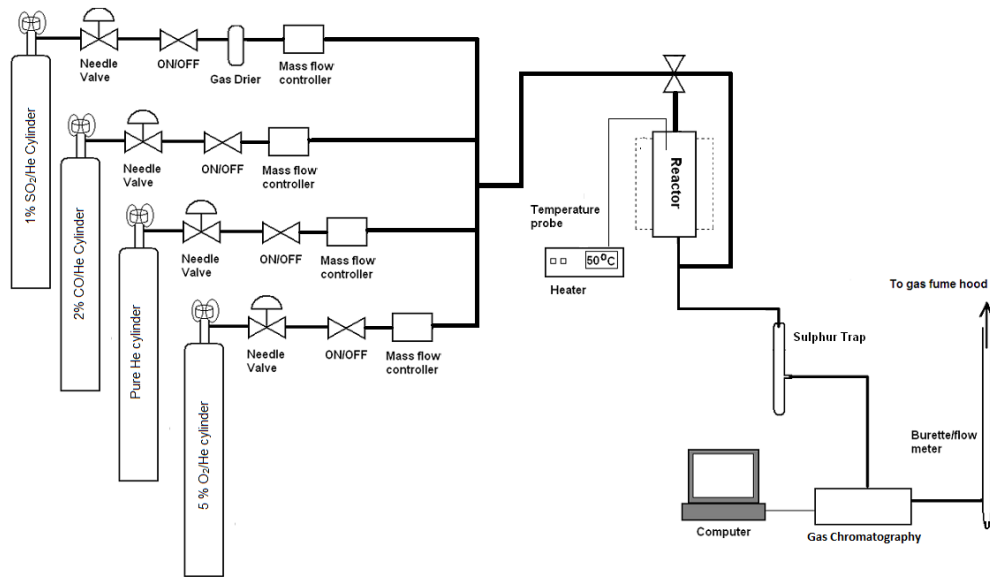 1% SO₂/He Cylinder
Needle
Valve
ON/OFF
Gas Drier
Mass flow
controller
2% CO/He Cylinder
Needle
Valve
ON/OFF
Mass flow
controller
Pure He cylinder
Needle
Valve
ON/OFF
Mass flow
controller
5 % O₂/He cylinder
Needle
Valve
ON/OFF
Mass flow
controller
Reactor
Temperature
probe
50⁰C
Heater
To gas fume hood
Sulphur Trap
Burette/flow
meter
Computer
Gas Chromatography